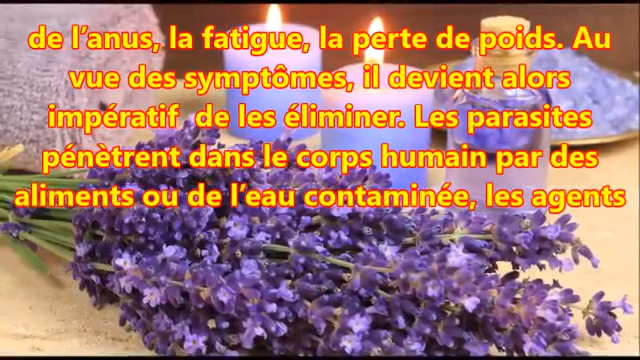 de l’anus, la fatigue, la perte de poids. Au
vue des symptômes, il devient alors
impératif  de les éliminer. Les parasites
pénètrent dans le corps humain par des
aliments ou de l’eau contaminée, les agents